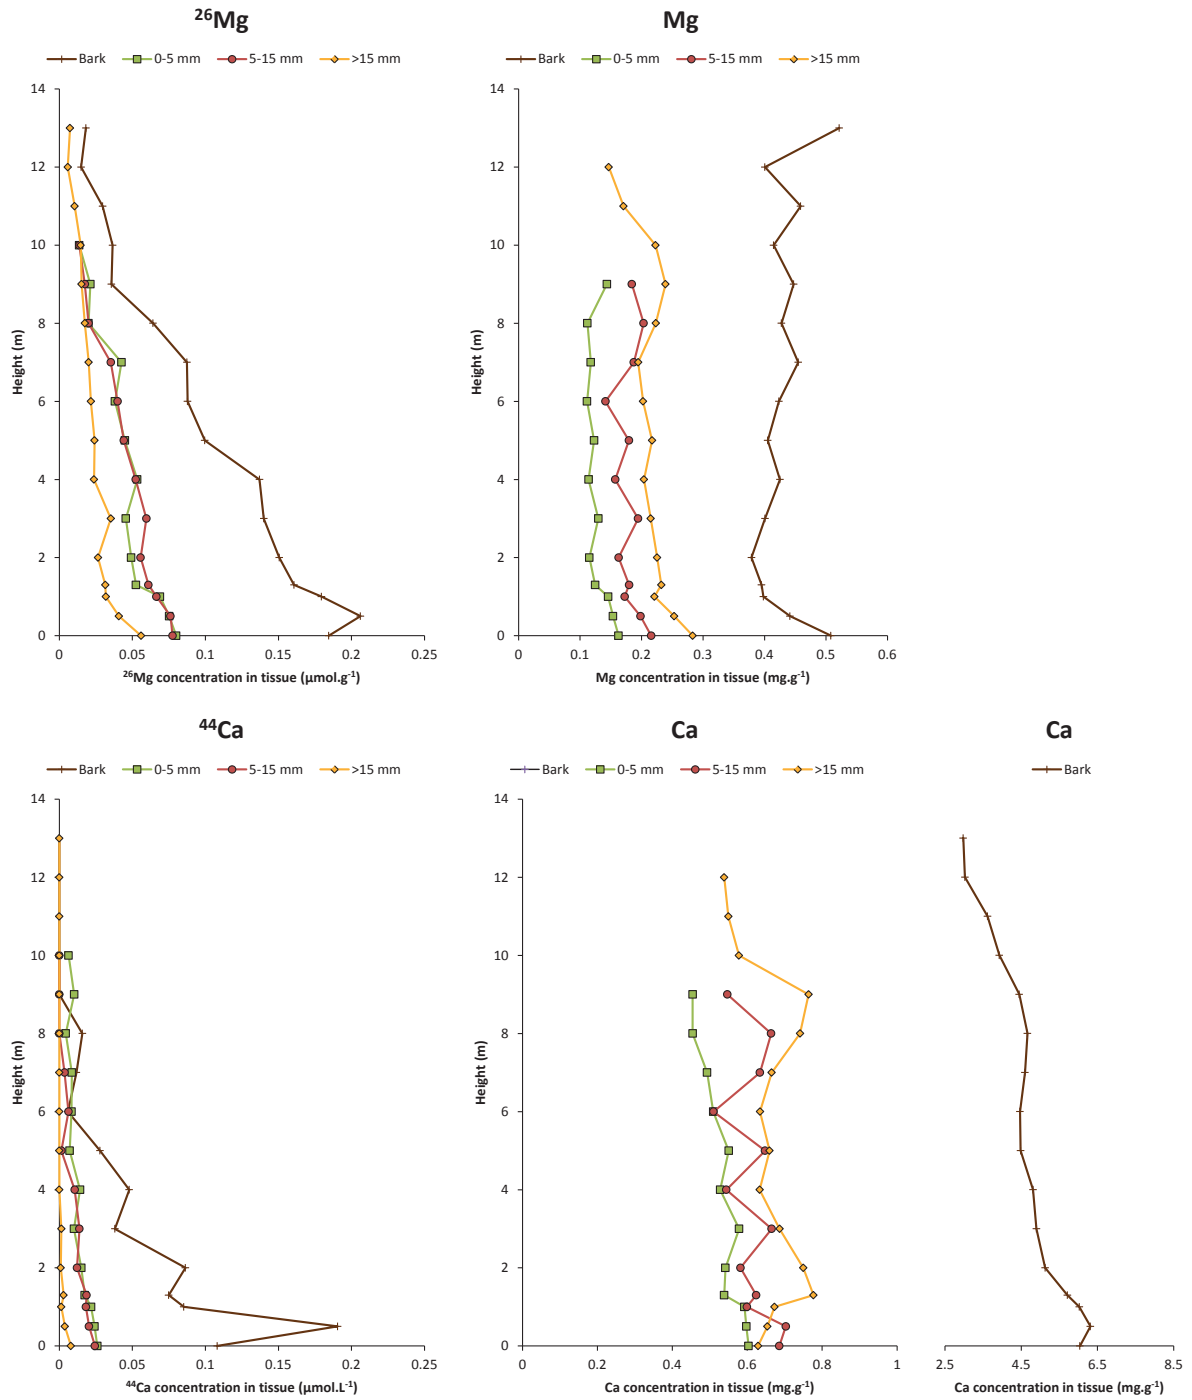 ²⁶Mg
Bark 0-5 mm 5-15 mm >15 mm
14
12
10
8
6
4
2
0
Height (m)
0 0.05 0.1 0.15 0.2 0.25
²⁶Mg concentration in tissue (µmol.g⁻¹)
Mg
Bark 0-5 mm 5-15 mm >15 mm
14
12
10
8
6
4
2
0
Height (m)
0 0.1 0.2 0.3 0.4 0.5 0.6
Mg concentration in tissue (mg.g⁻¹)
⁴⁴Ca
Bark 0-5 mm 5-15 mm >15 mm
14
12
10
8
6
4
2
0
Height (m)
0 0.05 0.1 0.15 0.2 0.25
⁴⁴Ca concentration in tissue (µmol.L⁻¹)
Ca
Bark 0-5 mm 5-15 mm >15 mm
14
12
10
8
6
4
2
0
Height (m)
0 0.2 0.4 0.6 0.8 1
Ca concentration in tissue (mg.g⁻¹)
Ca
Bark
2.5 4.5 6.5 8.5
Ca concentration in tissue (mg.g⁻¹)